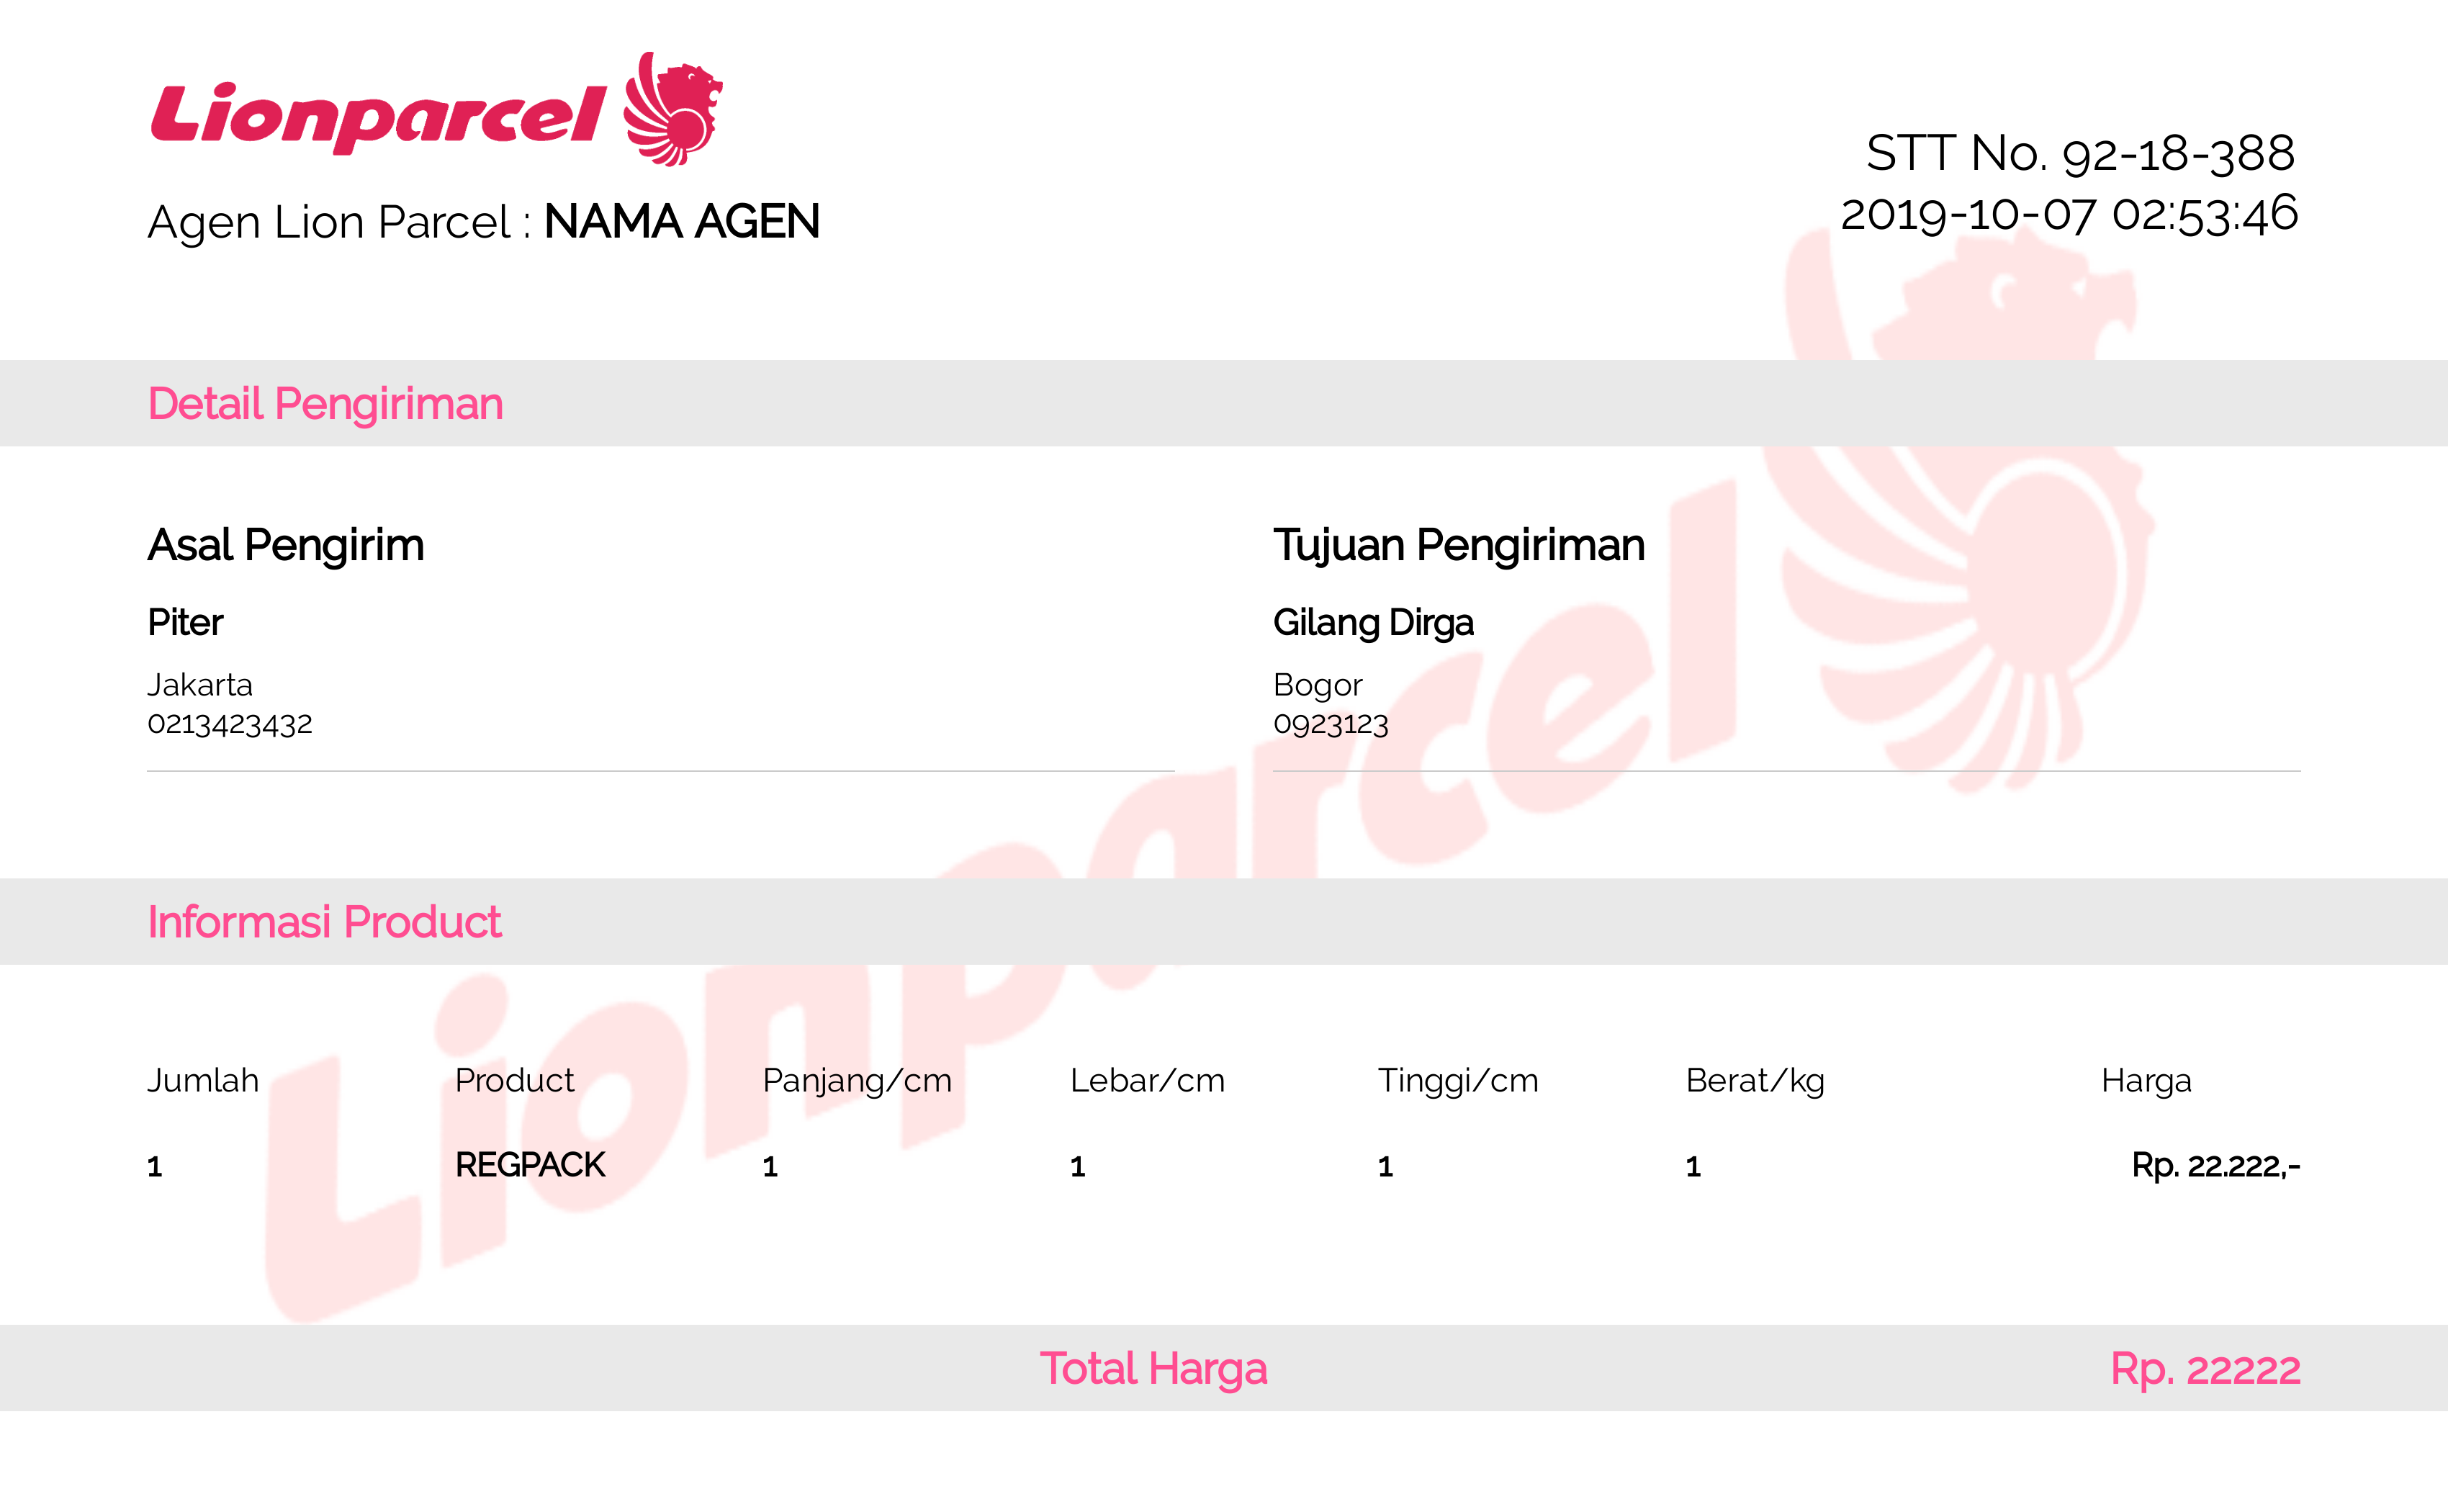 Lionparcel
Agen Lion Parcel : NAMA AGEN
STT No. 92-18-388
2019-10-07 02:53:46
Detail Pengiriman
Asal Pengirim
Piter
Jakarta
0213423432
Tujuan Pengiriman
Gilang Dirga
Bogor
0923123
Lionparcel
Informasi Product
Jumlah Product Panjang/cm Lebar/cm Tinggi/cm Berat/kg Harga
1 REGPACK 1 1 1 1 Rp. 22.222,-
Total Harga Rp. 22222